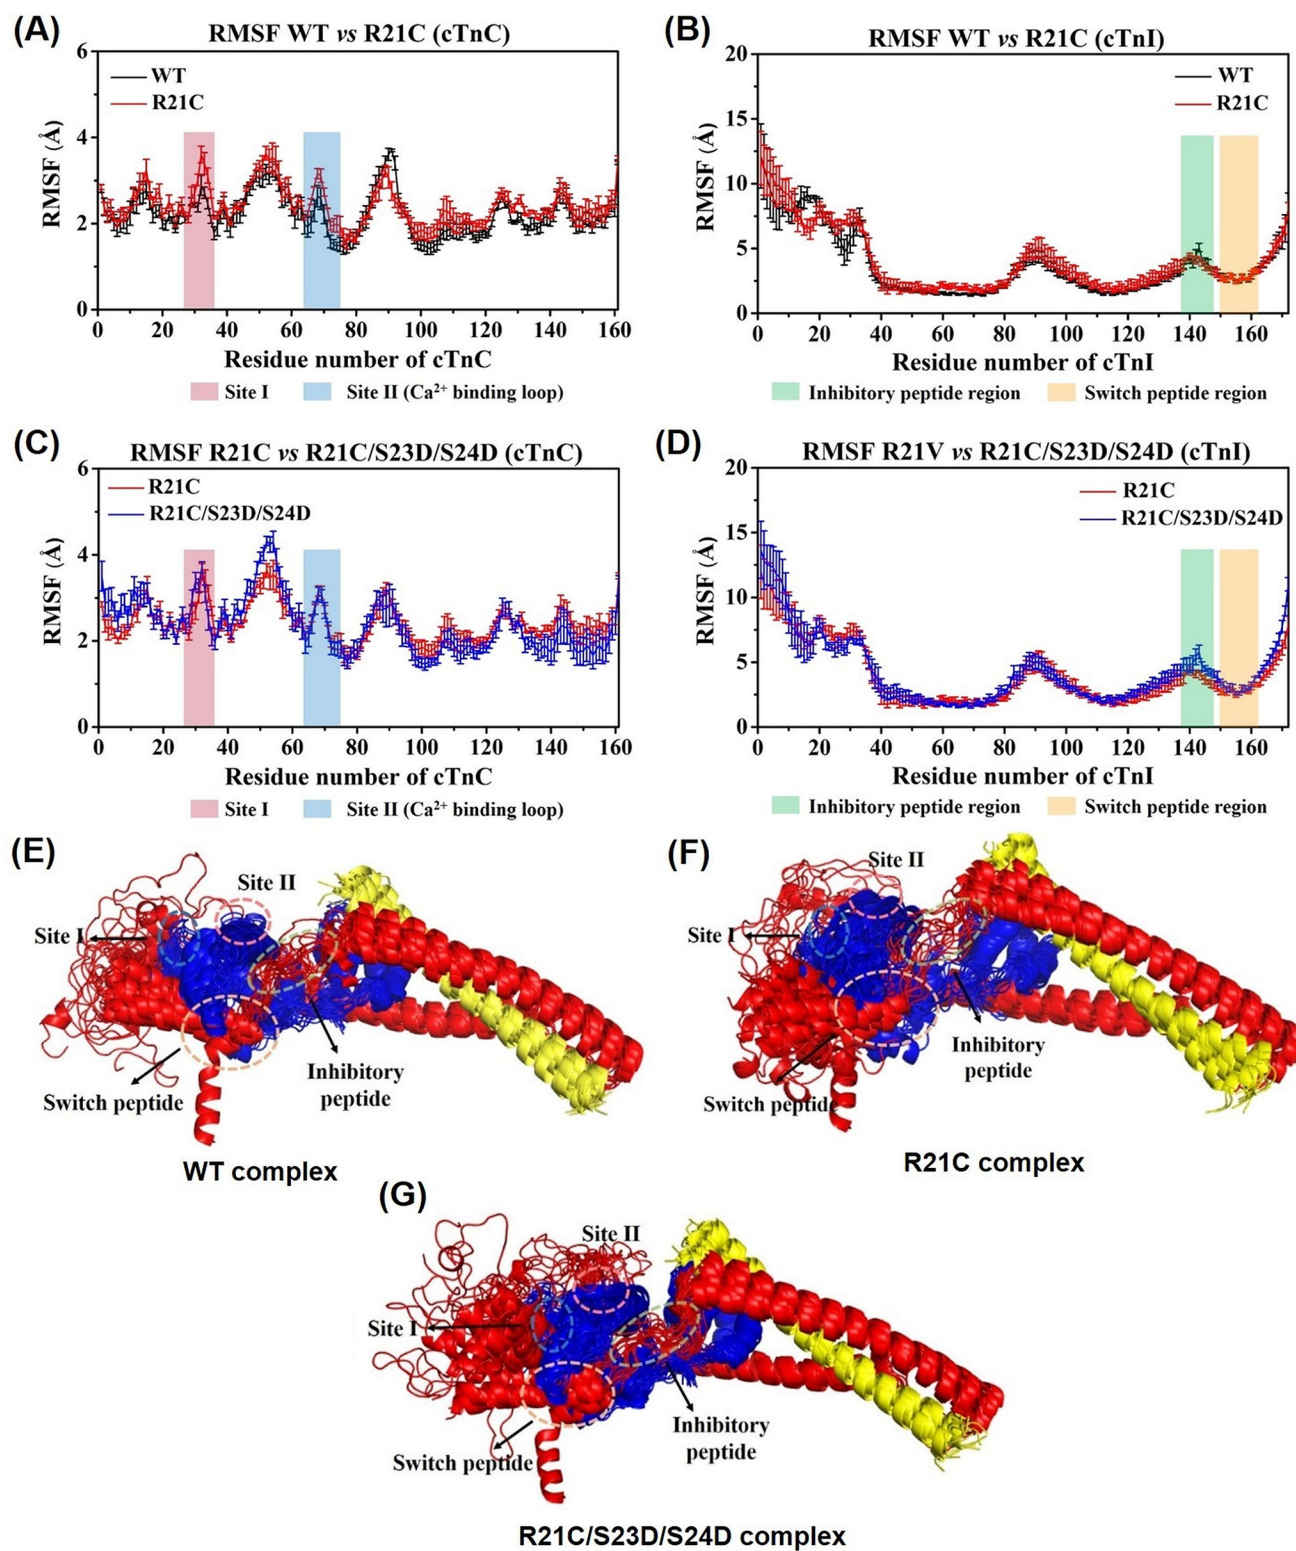 (A)
RMSF WT vs R21C (cTnC)
WT
R21C
RMSF (Å)
6
4
2
0
0 20 40 60 80 100 120 140 160
Residue number of cTnC
Site I
Site II (Ca²⁺ binding loop)
(B)
RMSF WT vs R21C (cTnI)
WT
R21C
RMSF (Å)
20
15
10
5
0
0 20 40 60 80 100 120 140 160
Residue number of cTnI
Inhibitory peptide region
Switch peptide region
(C)
RMSF R21C vs R21C/S23D/S24D (cTnC)
R21C
R21C/S23D/S24D
RMSF (Å)
6
4
2
0
0 20 40 60 80 100 120 140 160
Residue number of cTnC
Site I
Site II (Ca²⁺ binding loop)
(D)
RMSF R21V vs R21C/S23D/S24D (cTnI)
R21C
R21C/S23D/S24D
RMSF (Å)
20
15
10
5
0
0 20 40 60 80 100 120 140 160
Residue number of cTnI
Inhibitory peptide region
Switch peptide region
(E)
Site II
Site I
Inhibitory
peptide
Switch peptide
WT complex
(F)
Site II
Site I
Inhibitory
peptide
Switch peptide
R21C complex
(G)
Site II
Site I
Inhibitory
peptide
Switch peptide
R21C/S23D/S24D complex